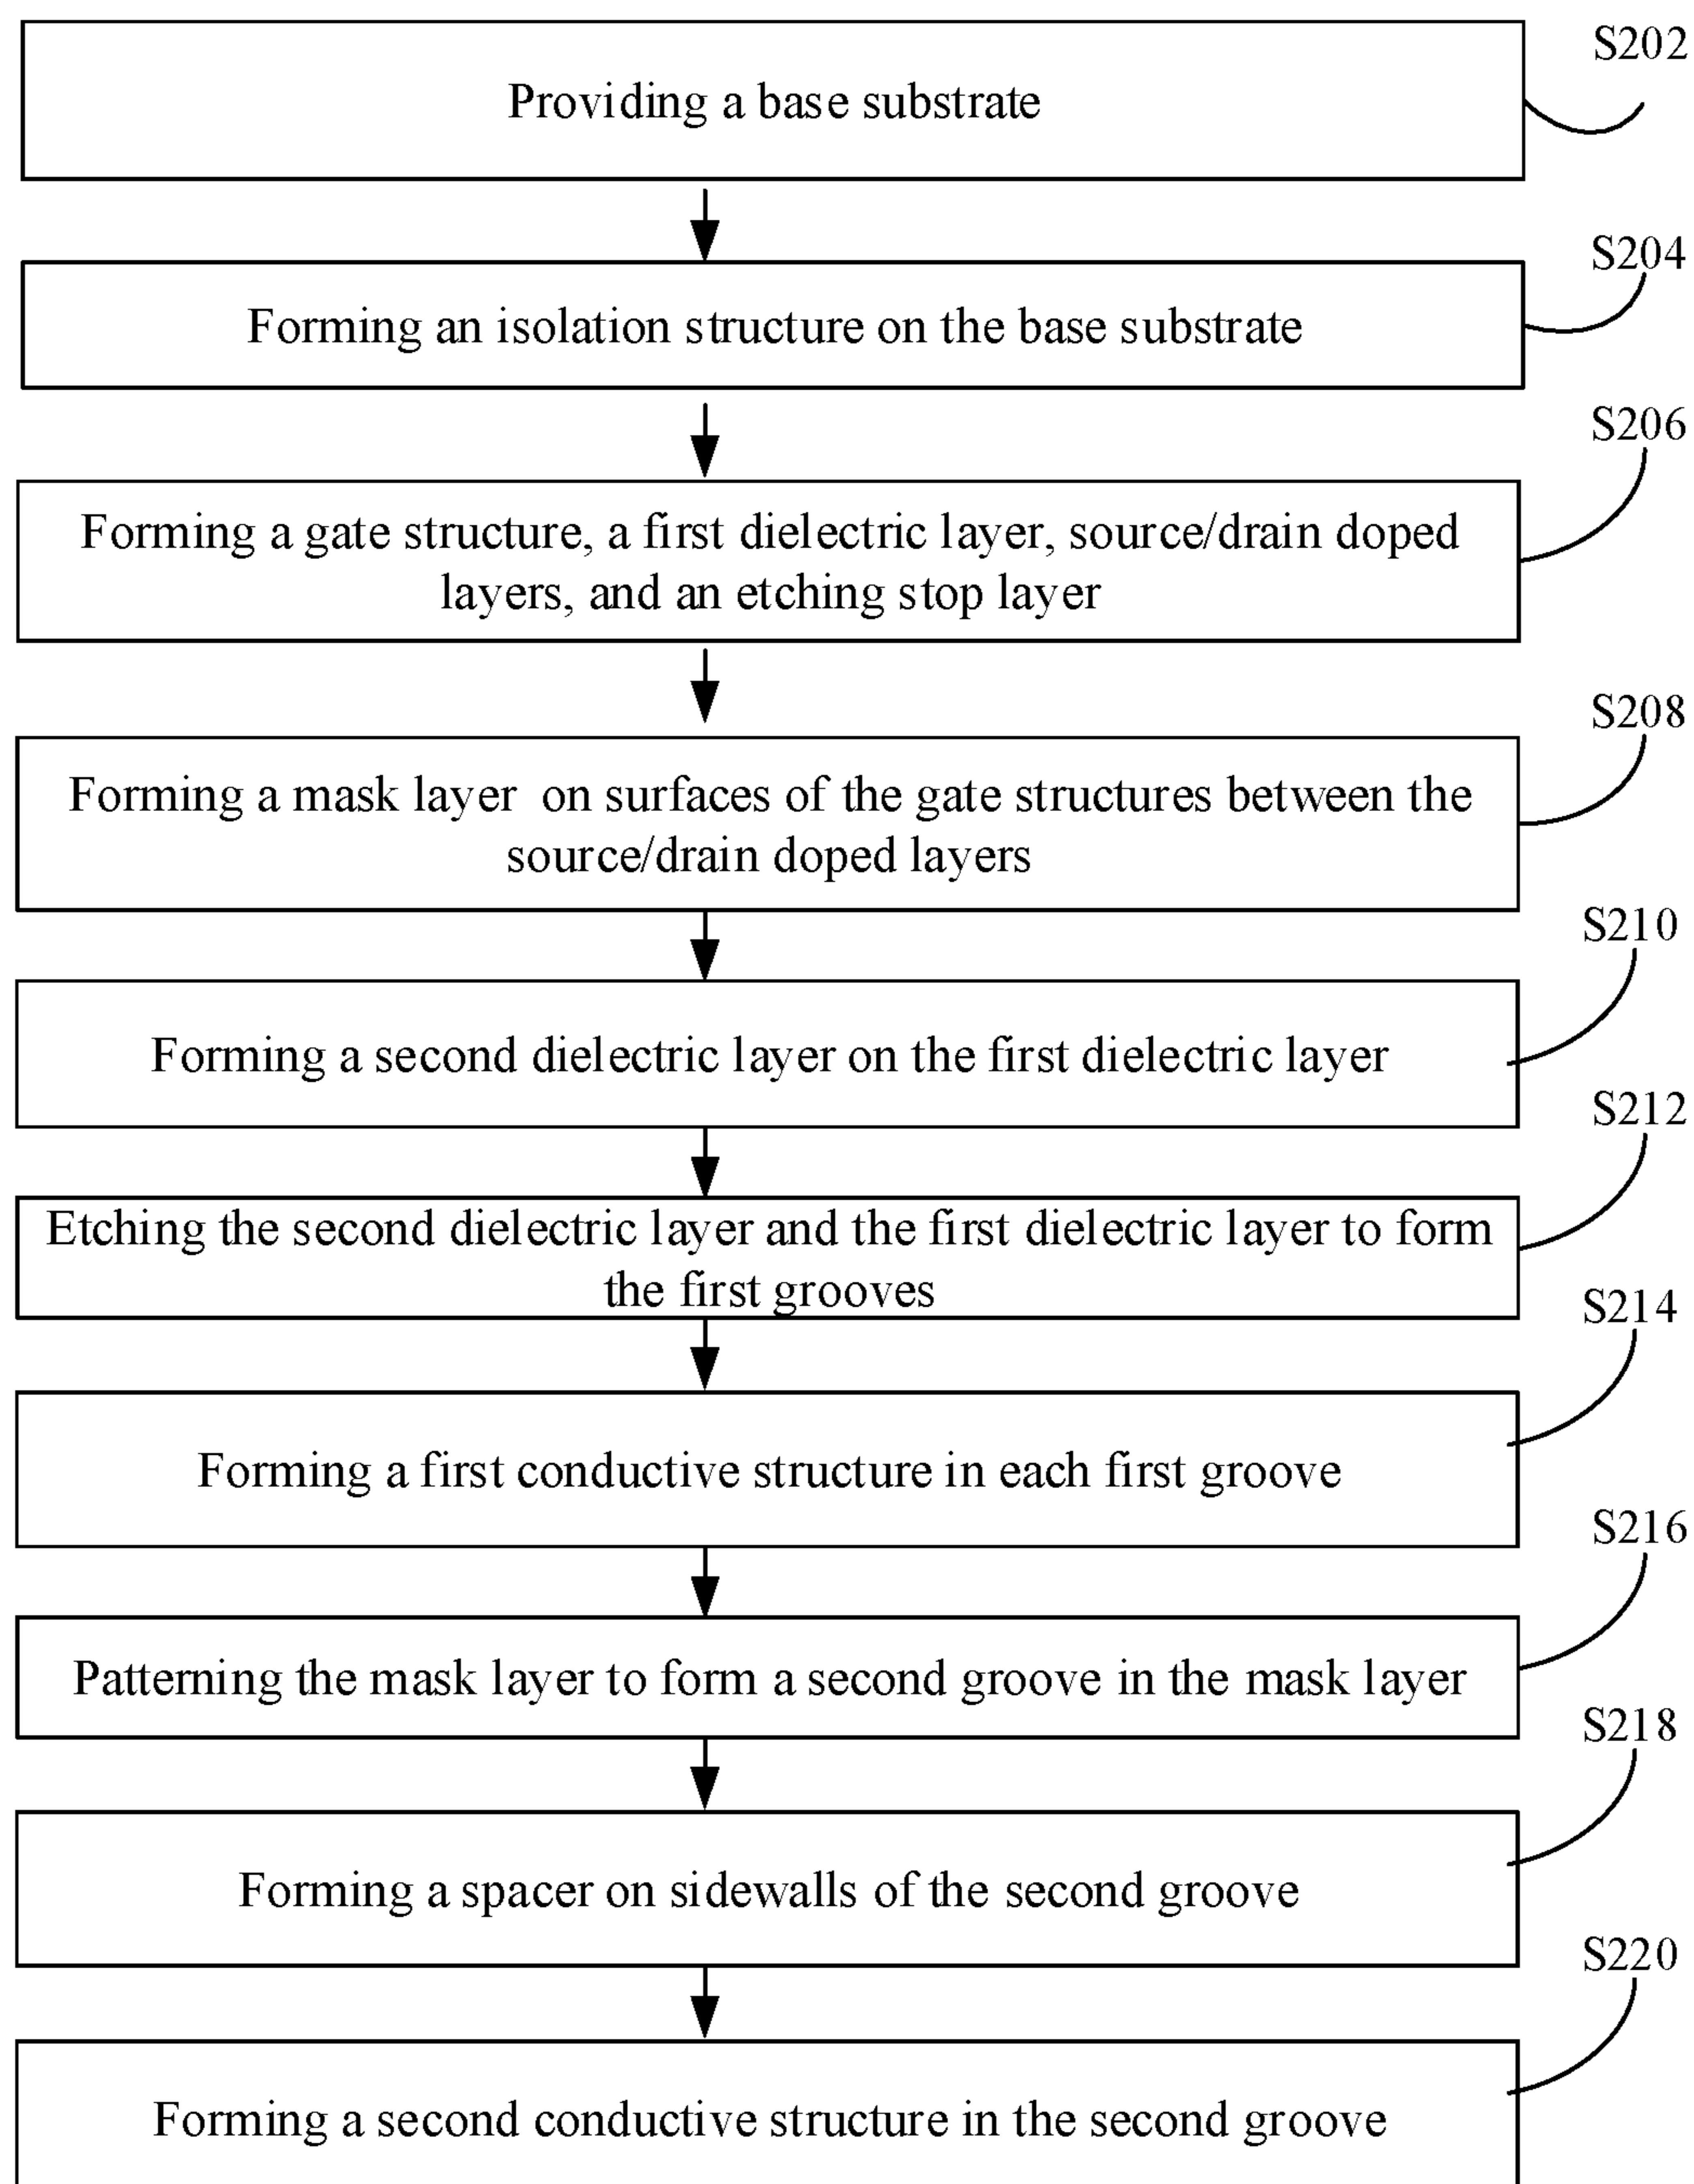 S202
Providing a base substrate
S204
Forming an isolation structure on the base substrate
S206
Forming a gate structure, a first dielectric layer, source/drain doped
layers, and an etching stop layer
S208
Forming a mask layer on surfaces of the gate structures between the
source/drain doped layers
S210
Forming a second dielectric layer on the first dielectric layer
S212
Etching the second dielectric layer and the first dielectric layer to form
the first grooves
S214
Forming a first conductive structure in each first groove
S216
Patterning the mask layer to form a second groove in the mask layer
S218
Forming a spacer on sidewalls of the second groove
S220
Forming a second conductive structure in the second groove